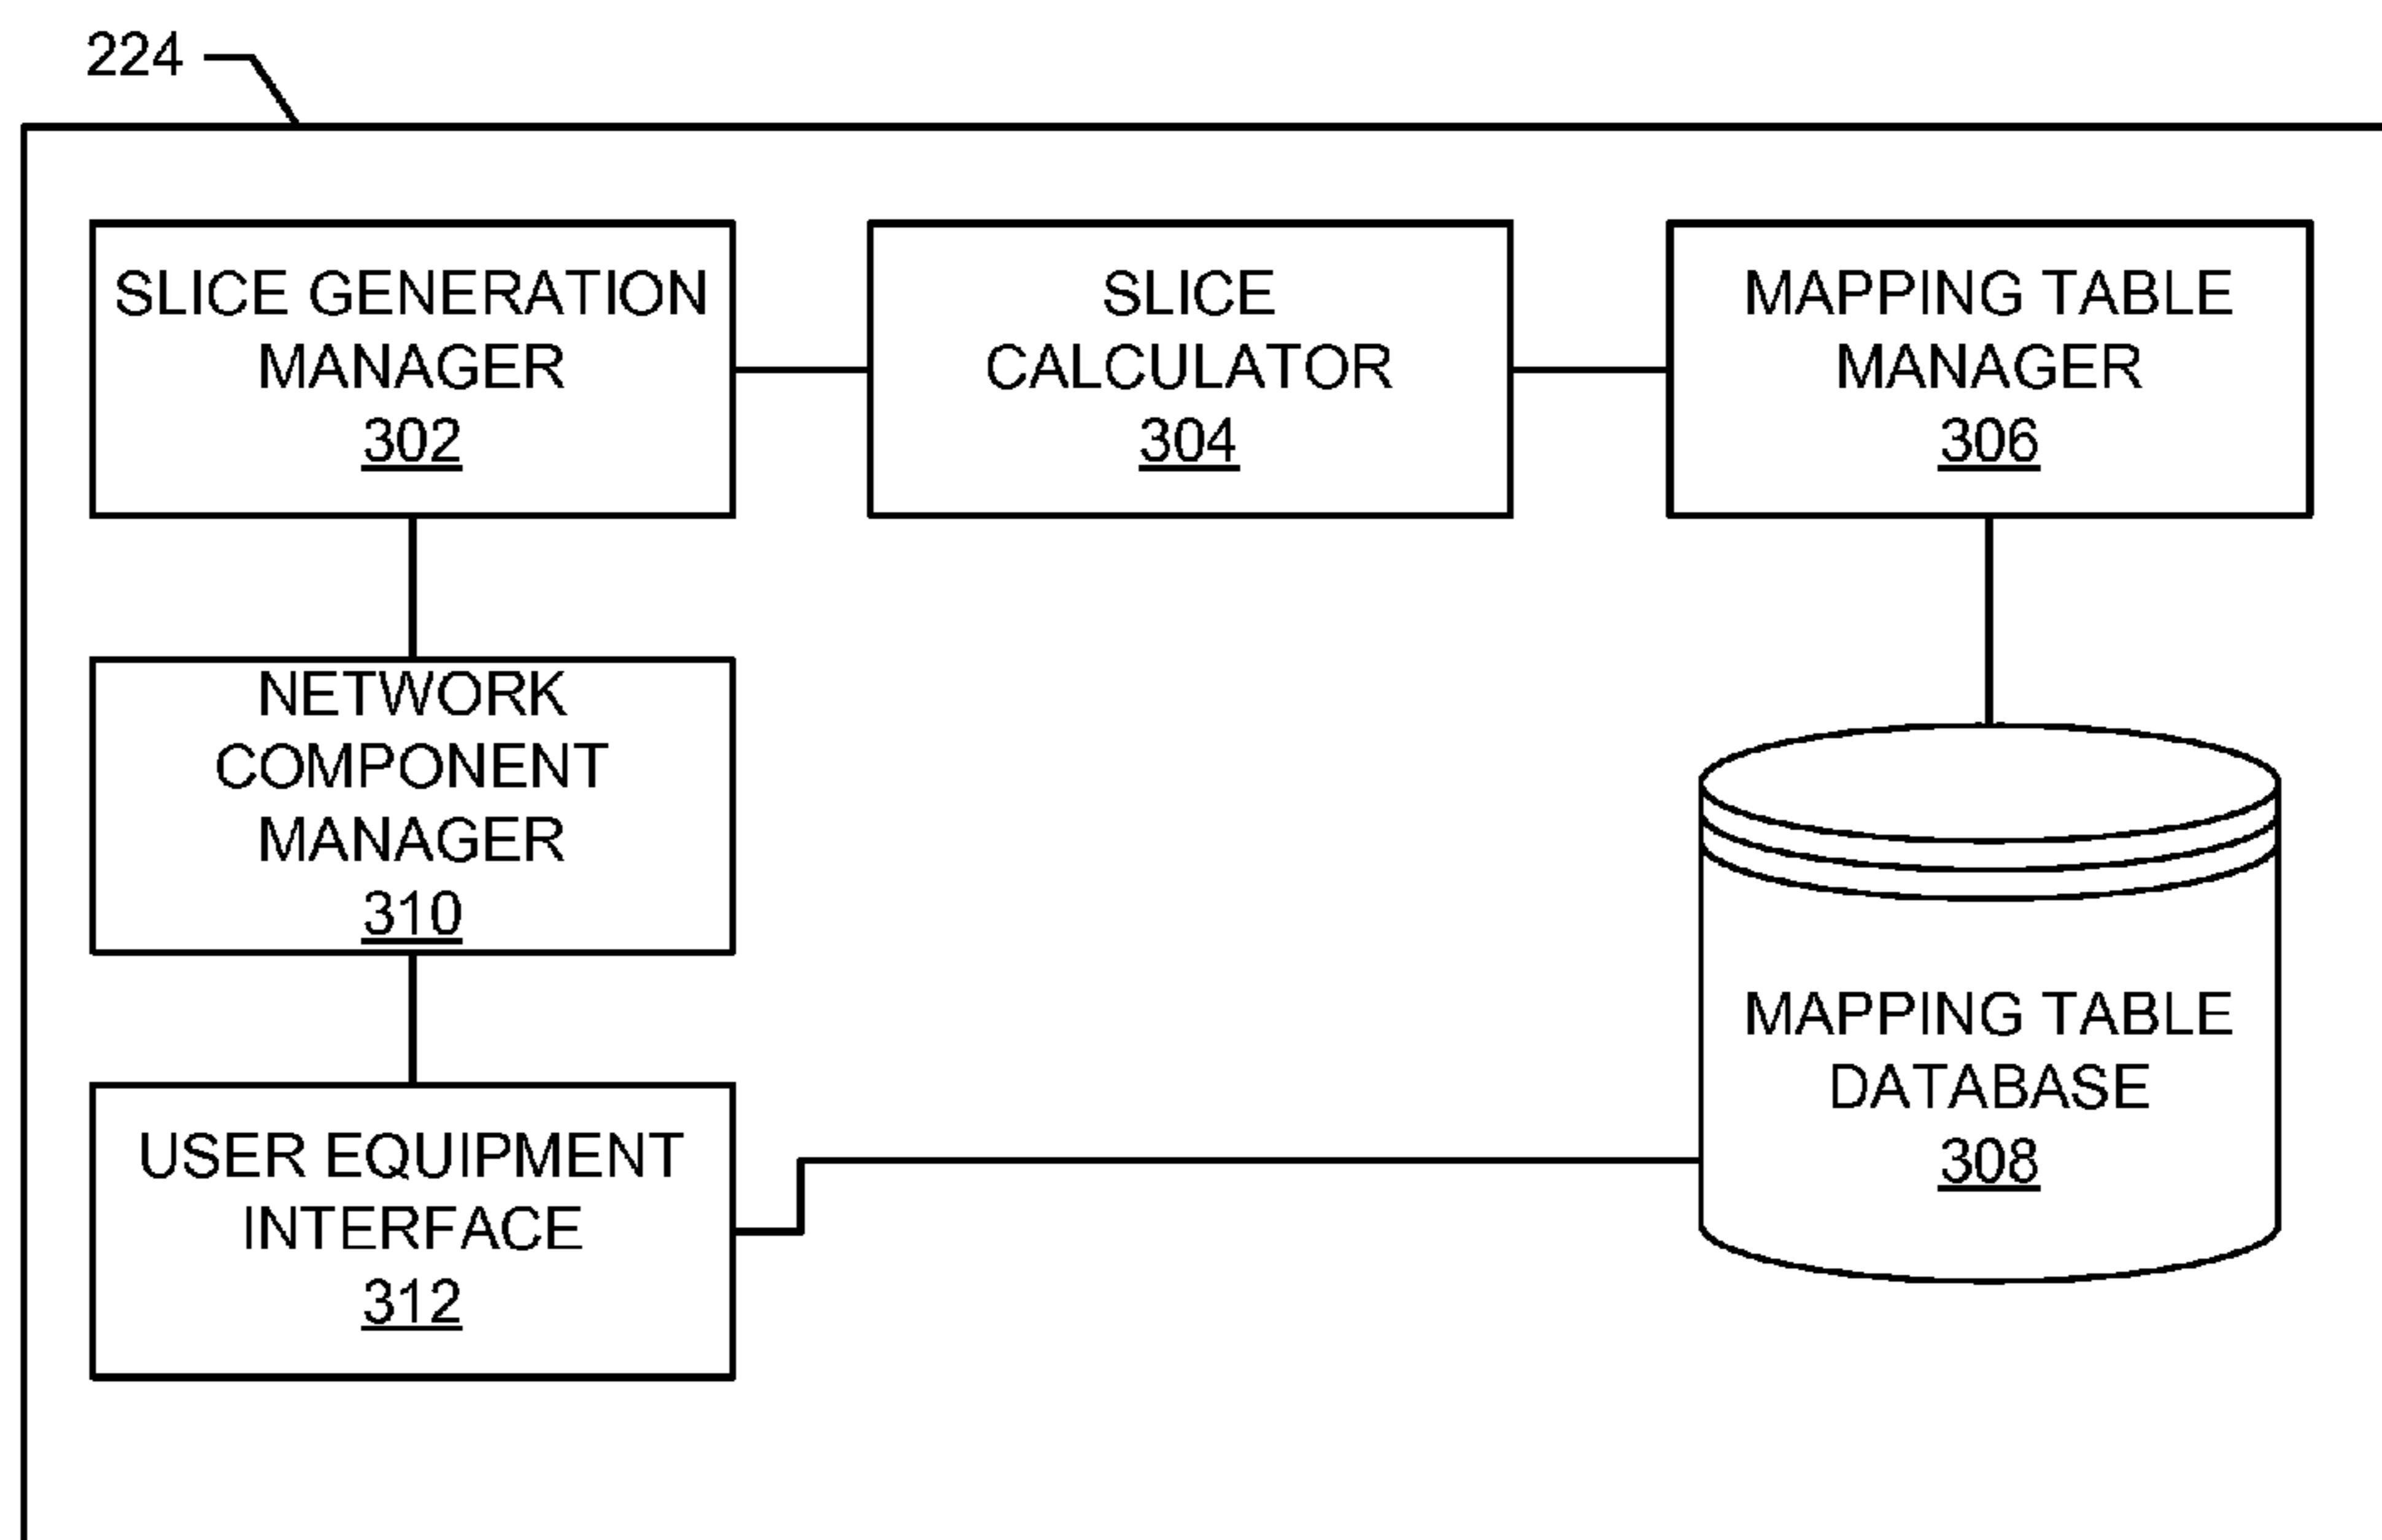 224
SLICE GENERATION
MANAGER
302
SLICE
CALCULATOR
304
MAPPING TABLE
MANAGER
306
NETWORK
COMPONENT
MANAGER
310
MAPPING TABLE
DATABASE
308
USER EQUIPMENT
INTERFACE
312